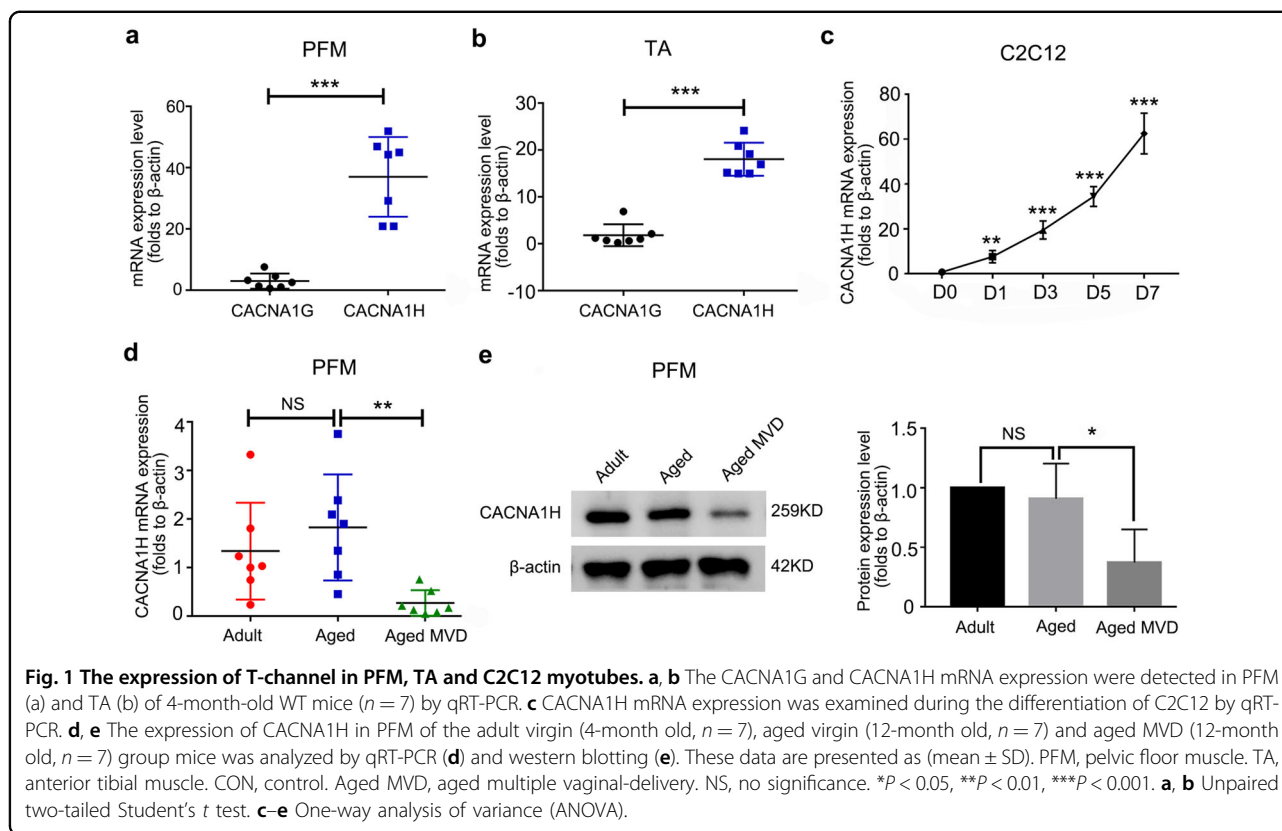 a
PFM
***
mRNA expression level
(folds to β-actin)
60
40
20
0
CACNA1G
CACNA1H
b
TA
***
mRNA expression level
(folds to β-actin)
30
20
10
0
-10
CACNA1G
CACNA1H
c
C2C12
CACNA1H mRNA expression
(folds to β-actin)
80
60
40
20
0
**
***
***
***
D0
D1
D3
D5
D7
d
PFM
NS
**
CACNA1H mRNA expression
(folds to β-actin)
4
3
2
1
0
Adult
Aged
Aged MVD
e
PFM
Adult
Aged
Aged MVD
CACNA1H
259KD
β-actin
42KD
Protein expression level
(folds to β-actin)
1.5
1.0
0.5
0
NS
*
Adult
Aged
Aged MVD
Fig. 1 The expression of T-channel in PFM, TA and C2C12 myotubes. a, b The CACNA1G and CACNA1H mRNA expression were detected in PFM
(a) and TA (b) of 4-month-old WT mice (n = 7) by qRT-PCR. c CACNA1H mRNA expression was examined during the differentiation of C2C12 by qRT-
PCR. d, e The expression of CACNA1H in PFM of the adult virgin (4-month old, n = 7), aged virgin (12-month old, n = 7) and aged MVD (12-month
old, n = 7) group mice was analyzed by qRT-PCR (d) and western blotting (e). These data are presented as (mean ± SD). PFM, pelvic floor muscle. TA,
anterior tibial muscle. CON, control. Aged MVD, aged multiple vaginal-delivery. NS, no significance. *P < 0.05, **P < 0.01, ***P < 0.001. a, b Unpaired
two-tailed Student's t test. c–e One-way analysis of variance (ANOVA).